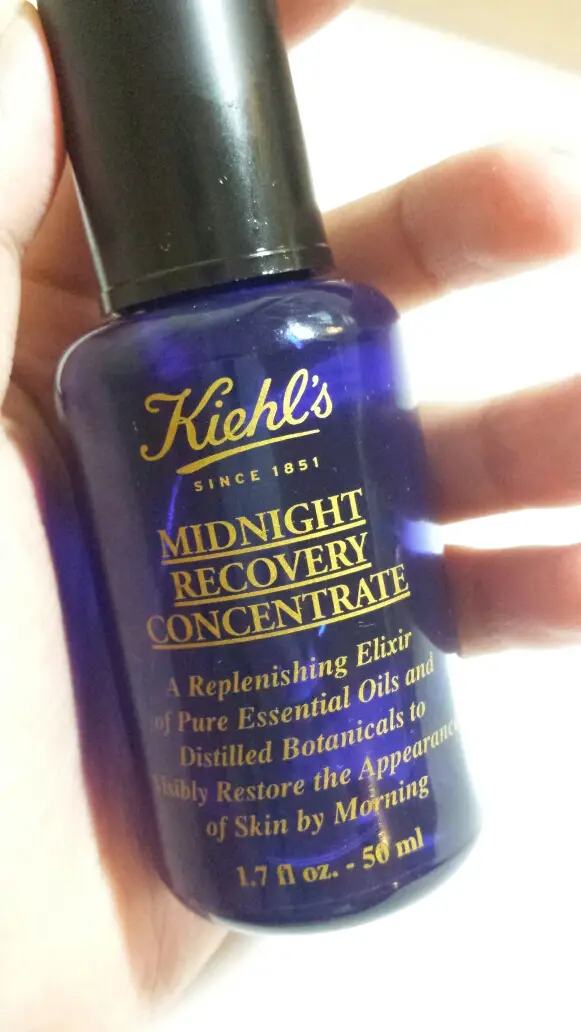 Kiehl's
SINCE 1851
MIDNIGHT
RECOVERY
CONCENTRATE
A Replenishing Elixir
of Pure Essential Oils and
Distilled Botanicals to
Visibly Restore the Appearance
of Skin by Morning
1.7 fl oz. - 50 ml